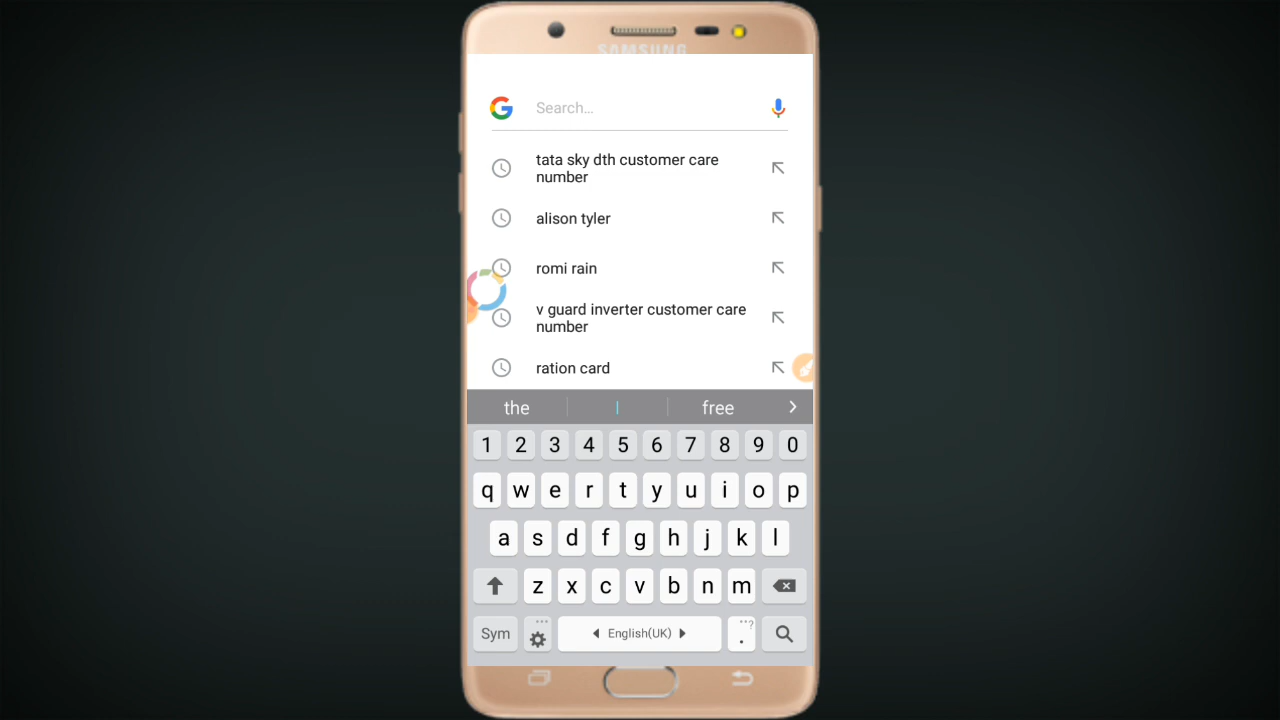 SAMSUNG
Search...
tata sky dth customer care
number
alison tyler
romi rain
v guard inverter customer care
number
ration card
the I free
1 2 3 4 5 6 7 8 9 0
q w e r t y u i o p
a s d f g h j k l
z x c v b n m
Sym English(UK) . ...?